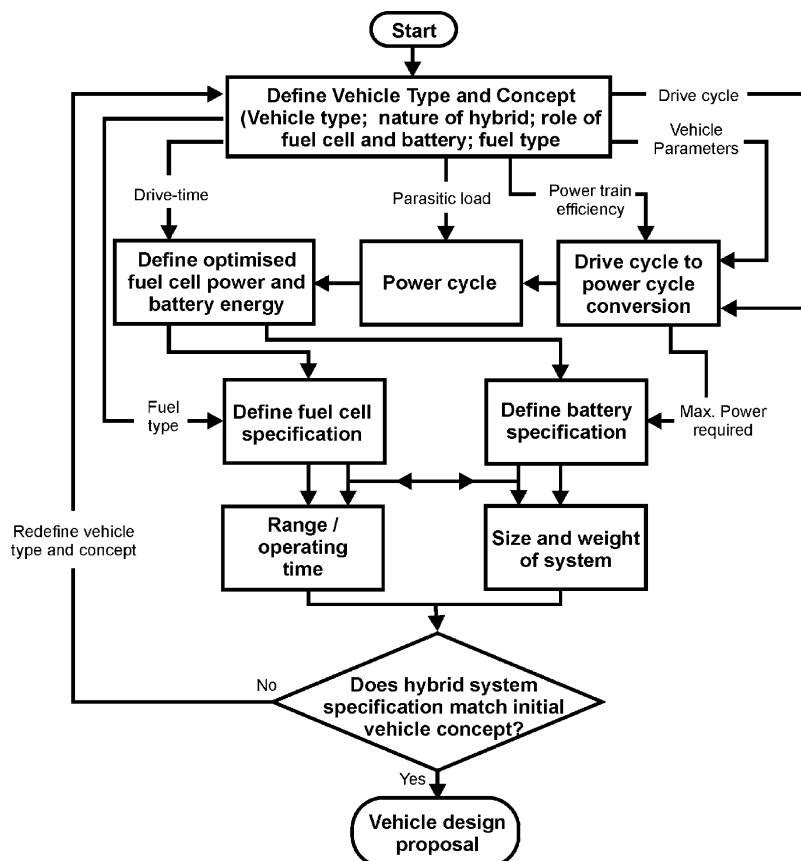 Start
Define Vehicle Type and Concept
(Vehicle type; nature of hybrid; role of
fuel cell and battery; fuel type
Drive cycle
Vehicle
Parameters
Drive-time
Parasitic load
Power train
efficiency
Define optimised
fuel cell power and
battery energy
Power cycle
Drive cycle to
power cycle
conversion
Fuel
type
Define fuel cell
specification
Define battery
specification
Max. Power
required
Redefine vehicle
type and concept
Range /
operating
time
Size and weight
of system
No
Does hybrid system
specification match initial
vehicle concept?
Yes
Vehicle design
proposal